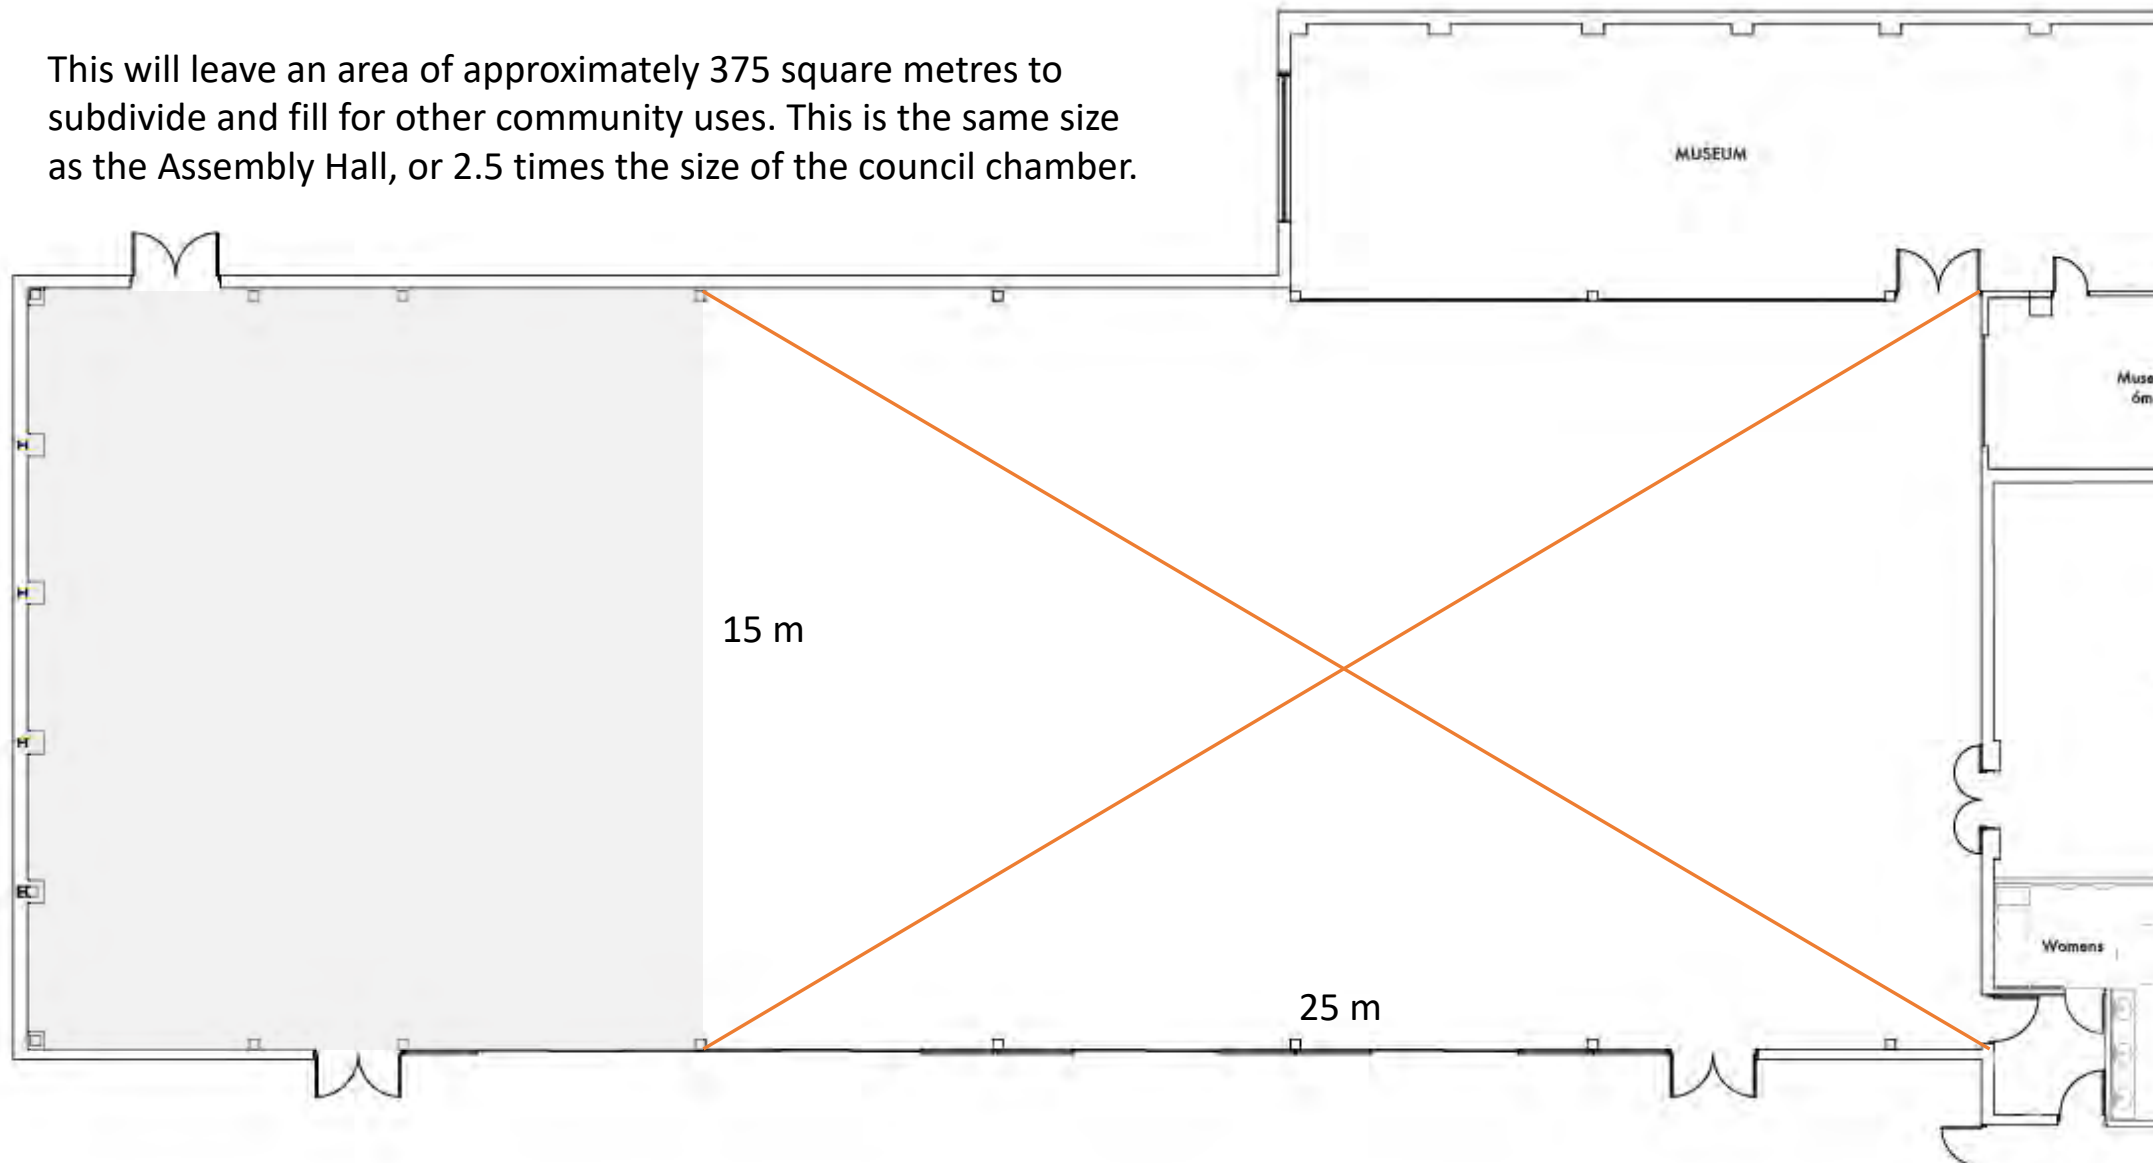 This will leave an area of approximately 375 square metres to
subdivide and fill for other community uses. This is the same size
as the Assembly Hall, or 2.5 times the size of the council chamber.
MUSEUM
Muse
6m
15 m
Womens
25 m